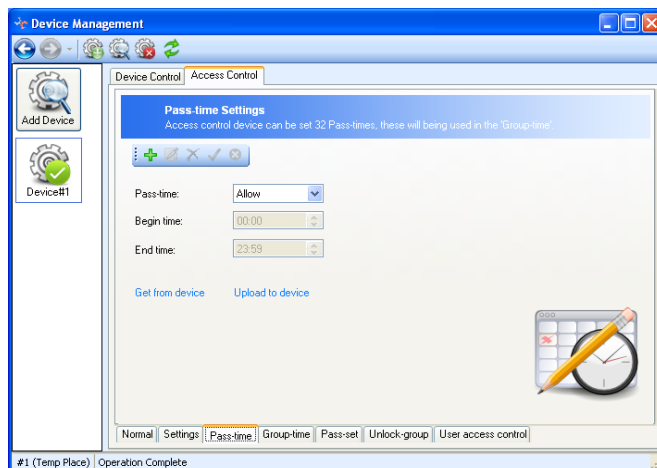 Device Management
Add Device
Device#1
Device Control Access Control
Pass-time Settings
Access control device can be set 32 Pass-times, these will being used in the 'Group-time'.
Pass-time: Allow
Begin time: 00:00
End time: 23:59
Get from device Upload to device
Normal Settings Pass-time Group-time Pass-set Unlock-group User access control
#1 (Temp Place) Operation Complete